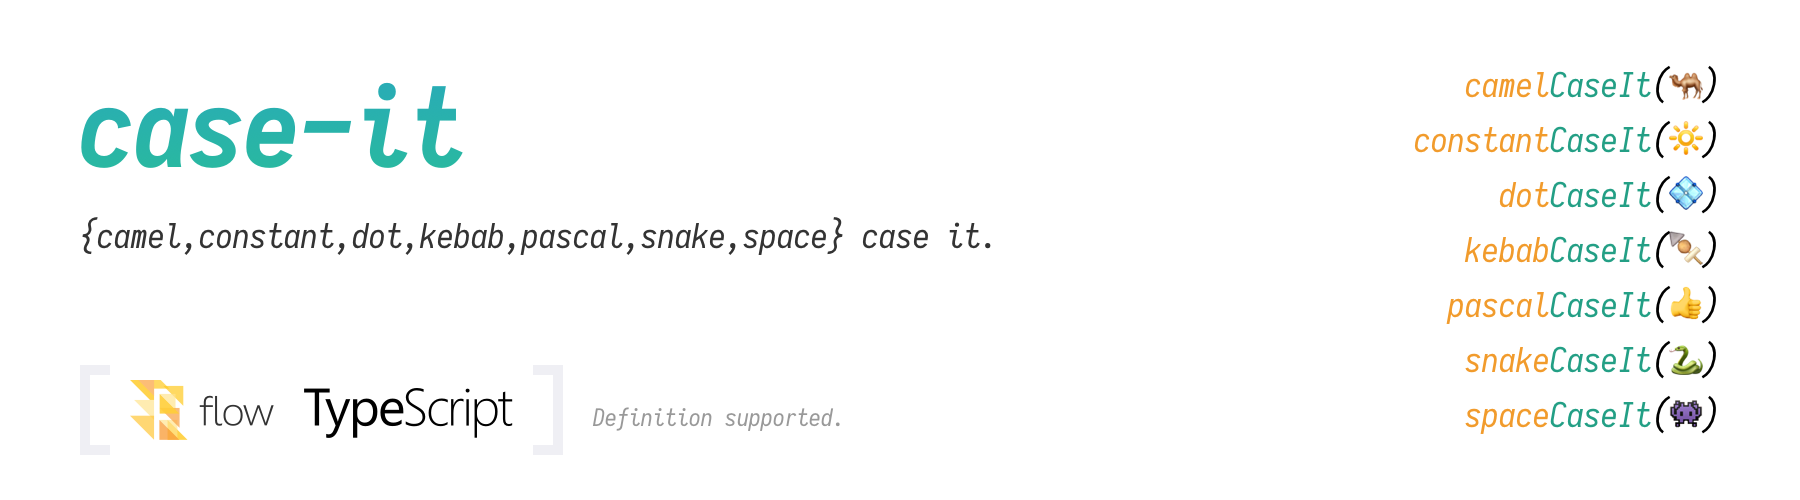 case-it
{camel,constant,dot,kebab,pascal,snake,space} case it.
[ flow TypeScript ] Definition supported.
camelCaseIt(🐫)
constantCaseIt(☀️)
dotCaseIt(💠)
kebabCaseIt(🍢)
pascalCaseIt(👍)
snakeCaseIt(🐍)
spaceCaseIt(👾)